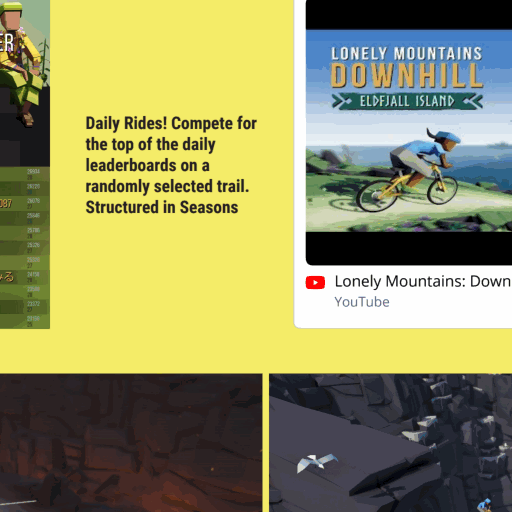 ER
Daily Rides! Compete for
the top of the daily
leaderboards on a
randomly selected trail.
Structured in Seasons
LONELY MOUNTAINS
DOWNHILL
ELDFJALL ISLAND
Lonely Mountains: Down
YouTube